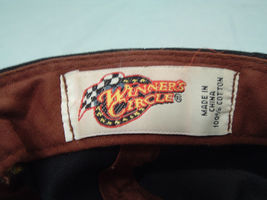 WINNER'S
CIRCLE®
MADE IN
CHINA
100% COTTON